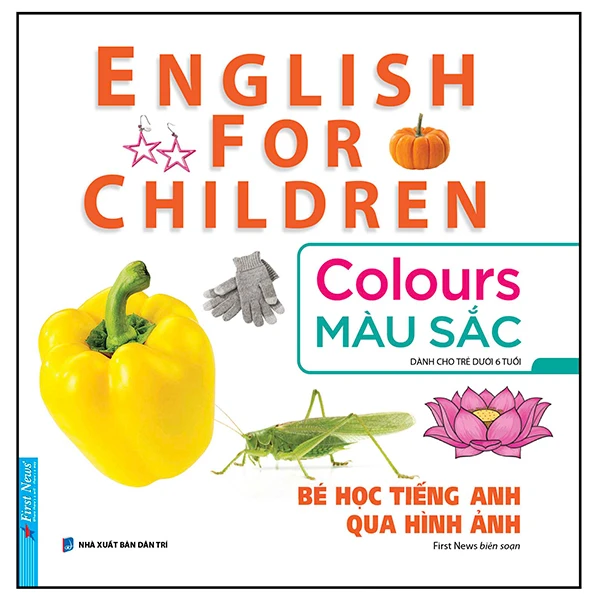 ENGLISH
FOR
CHILDREN
Colours
MÀU SẮC
DÀNH CHO TRẺ DƯỚI 6 TUỔI
BÉ HỌC TIẾNG ANH
QUA HÌNH ẢNH
First News biên soạn
First News
NHÀ XUẤT BẢN DÂN TRÍ